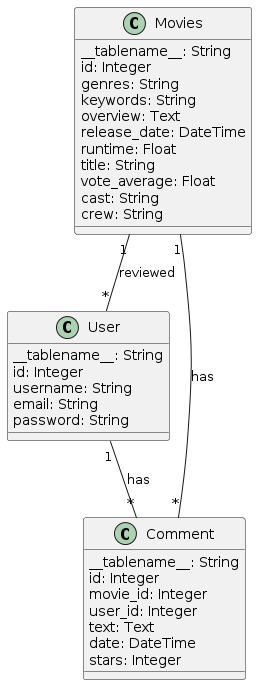 C Movies
__tablename__: String
id: Integer
genres: String
keywords: String
overview: Text
release_date: DateTime
runtime: Float
title: String
vote_average: Float
cast: String
crew: String
1
1
reviewed
*
C User
__tablename__: String
id: Integer
username: String
email: String
password: String
has
1
has
*
*
C Comment
__tablename__: String
id: Integer
movie_id: Integer
user_id: Integer
text: Text
date: DateTime
stars: Integer